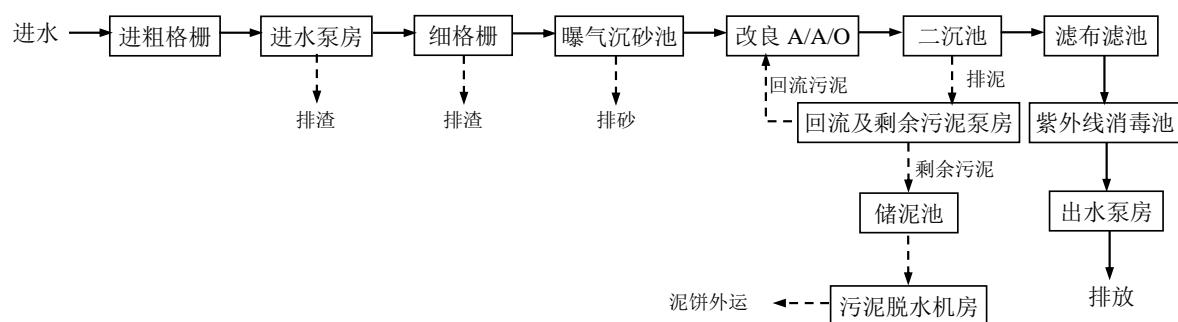 进水
进粗格栅
进水泵房
细格栅
曝气沉砂池
改良 A/A/O
二沉池
滤布滤池
排渣
排渣
排砂
回流污泥
排泥
回流及剩余污泥泵房
紫外线消毒池
剩余污泥
储泥池
出水泵房
泥饼外运
污泥脱水机房
排放